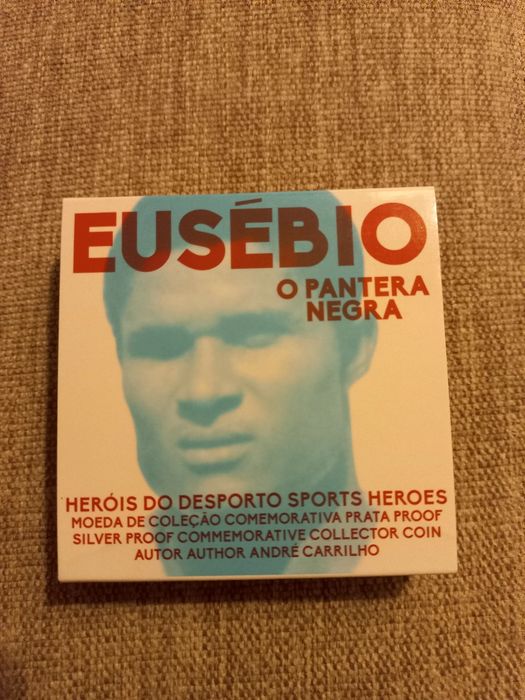 EUSÉBIO
O PANTERA
NEGRA
HERÓIS DO DESPORTO SPORTS HEROES
MOEDA DE COLEÇÃO COMEMORATIVA PRATA PROOF
SILVER PROOF COMMEMORATIVE COLLECTOR COIN
AUTOR AUTHOR ANDRÉ CARRILHO